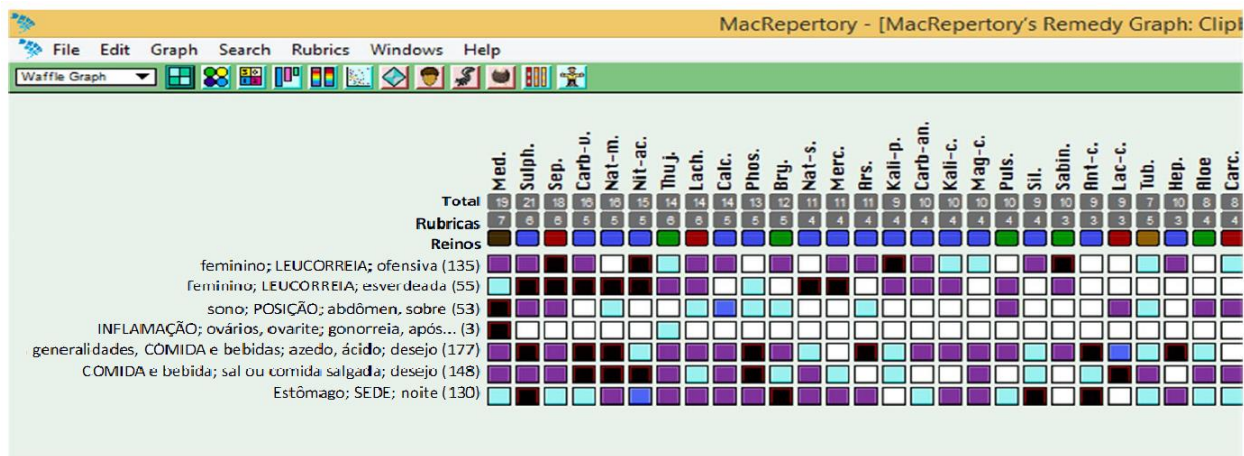 MacRepertory - [MacRepertory's Remedy Graph: Clip
File Edit Graph Search Rubrics Windows Help
Waffle Graph
Med. Sulph. Sep. Carb-v. Nat-m. Nit-ac. Thuj. Lach. Calc. Phos. Bry. Nat-s. Merc. Ars. Kali-p. Carb-an. Kali-c. Mag-c. Puls. Sil. Sabin. Ant-c. Lac-c. Tub. Hep. Aloe Carc.
Total 19 21 18 16 16 15 14 14 14 13 12 11 11 11 9 10 10 10 10 9 10 9 9 7 10 8 8
Rubricas 7 6 6 5 5 5 6 6 5 5 5 4 4 4 4 4 4 4 4 4 3 3 3 5 3 4 4
Reinos
feminino; LEUCORREIA; ofensiva (135)
feminino; LEUCORREIA; esverdeada (55)
sono; POSIÇÃO; abdômen, sobre (53)
INFLAMAÇÃO; ovários, ovarite; gonorreia, após... (3)
generalidades, COMIDA e bebidas; azedo, ácido; desejo (177)
COMIDA e bebida; sal ou comida salgada; desejo (148)
Estômago; SEDE; noite (130)